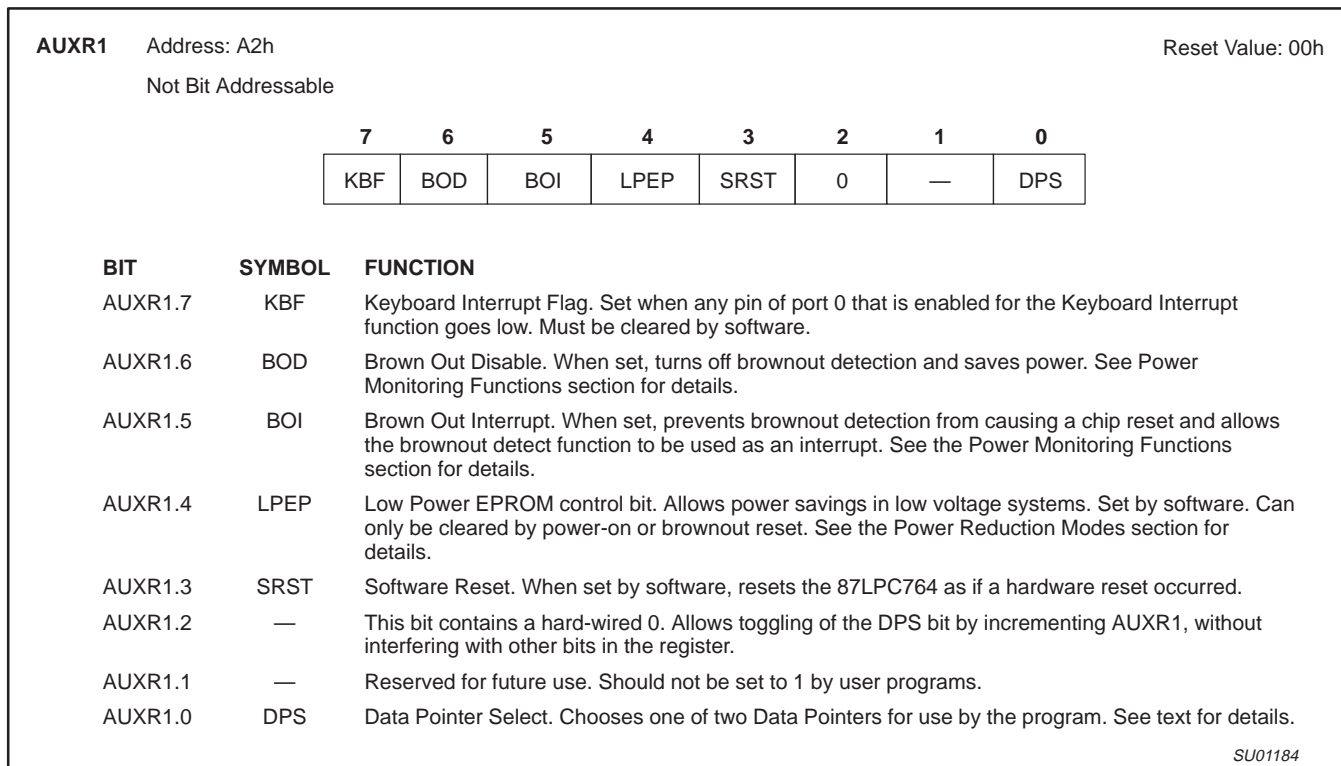 AUXR1 Address: A2h Reset Value: 00h
Not Bit Addressable
7 6 5 4 3 2 1 0
KBF BOD BOI LPEP SRST 0 — DPS
BIT SYMBOL FUNCTION
AUXR1.7 KBF Keyboard Interrupt Flag. Set when any pin of port 0 that is enabled for the Keyboard Interrupt
function goes low. Must be cleared by software.
AUXR1.6 BOD Brown Out Disable. When set, turns off brownout detection and saves power. See Power
Monitoring Functions section for details.
AUXR1.5 BOI Brown Out Interrupt. When set, prevents brownout detection from causing a chip reset and allows
the brownout detect function to be used as an interrupt. See the Power Monitoring Functions
section for details.
AUXR1.4 LPEP Low Power EPROM control bit. Allows power savings in low voltage systems. Set by software. Can
only be cleared by power-on or brownout reset. See the Power Reduction Modes section for
details.
AUXR1.3 SRST Software Reset. When set by software, resets the 87LPC764 as if a hardware reset occurred.
AUXR1.2 — This bit contains a hard-wired 0. Allows toggling of the DPS bit by incrementing AUXR1, without
interfering with other bits in the register.
AUXR1.1 — Reserved for future use. Should not be set to 1 by user programs.
AUXR1.0 DPS Data Pointer Select. Chooses one of two Data Pointers for use by the program. See text for details.
SU01184